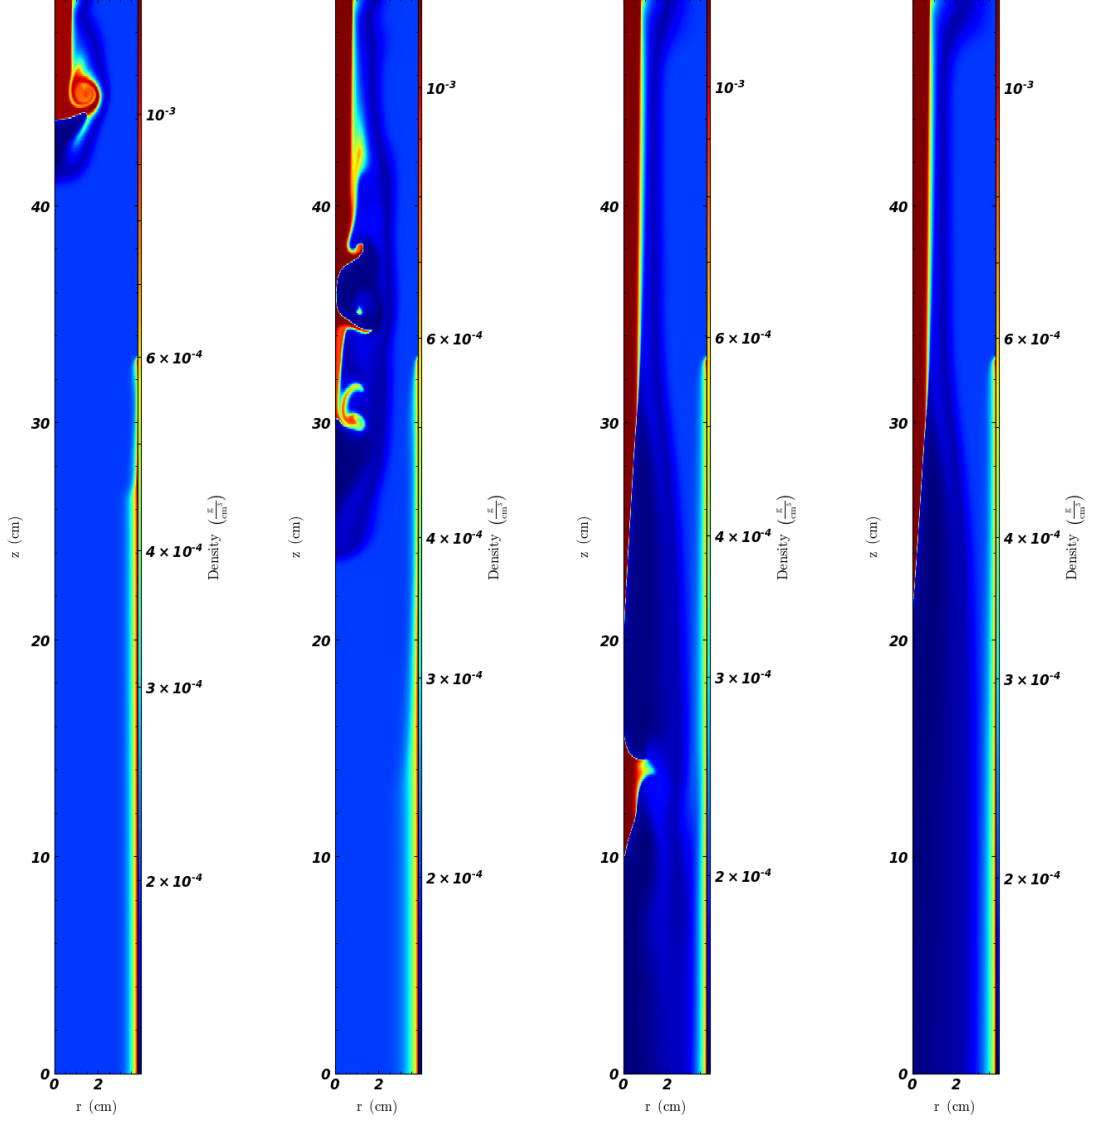 10⁻³
6 × 10⁻⁴
4 × 10⁻⁴
3 × 10⁻⁴
2 × 10⁻⁴
Density (g/cm³)
40
30
20
10
0
z (cm)
0 2
r (cm)
10⁻³
6 × 10⁻⁴
4 × 10⁻⁴
3 × 10⁻⁴
2 × 10⁻⁴
Density (g/cm³)
40
30
20
10
0
z (cm)
0 2
r (cm)
10⁻³
6 × 10⁻⁴
4 × 10⁻⁴
3 × 10⁻⁴
2 × 10⁻⁴
Density (g/cm³)
40
30
20
10
0
z (cm)
0 2
r (cm)
10⁻³
6 × 10⁻⁴
4 × 10⁻⁴
3 × 10⁻⁴
2 × 10⁻⁴
Density (g/cm³)
40
30
20
10
0
z (cm)
0 2
r (cm)